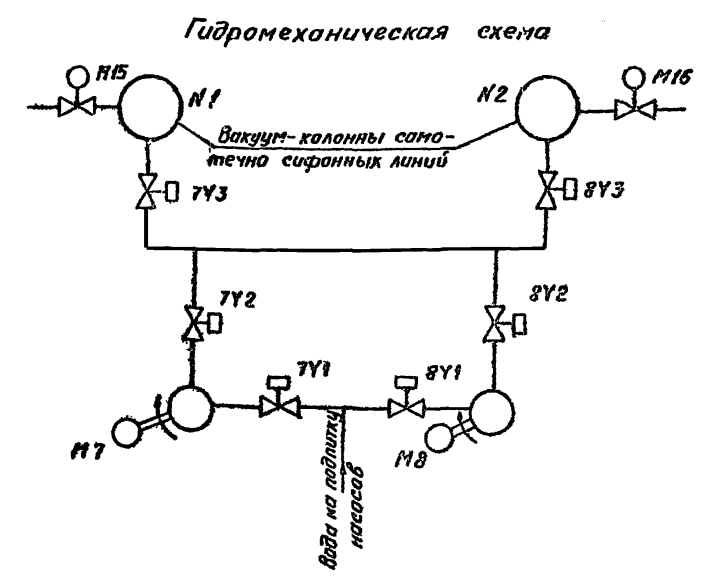 Гидромеханическая схема
М15
N1
N2
М16
Вакуум-колонны само-
течно сифонных линий
7У3
8У3
7У2
8У2
7У1
8У1
М7
М8
Вода на подпитку
насосов